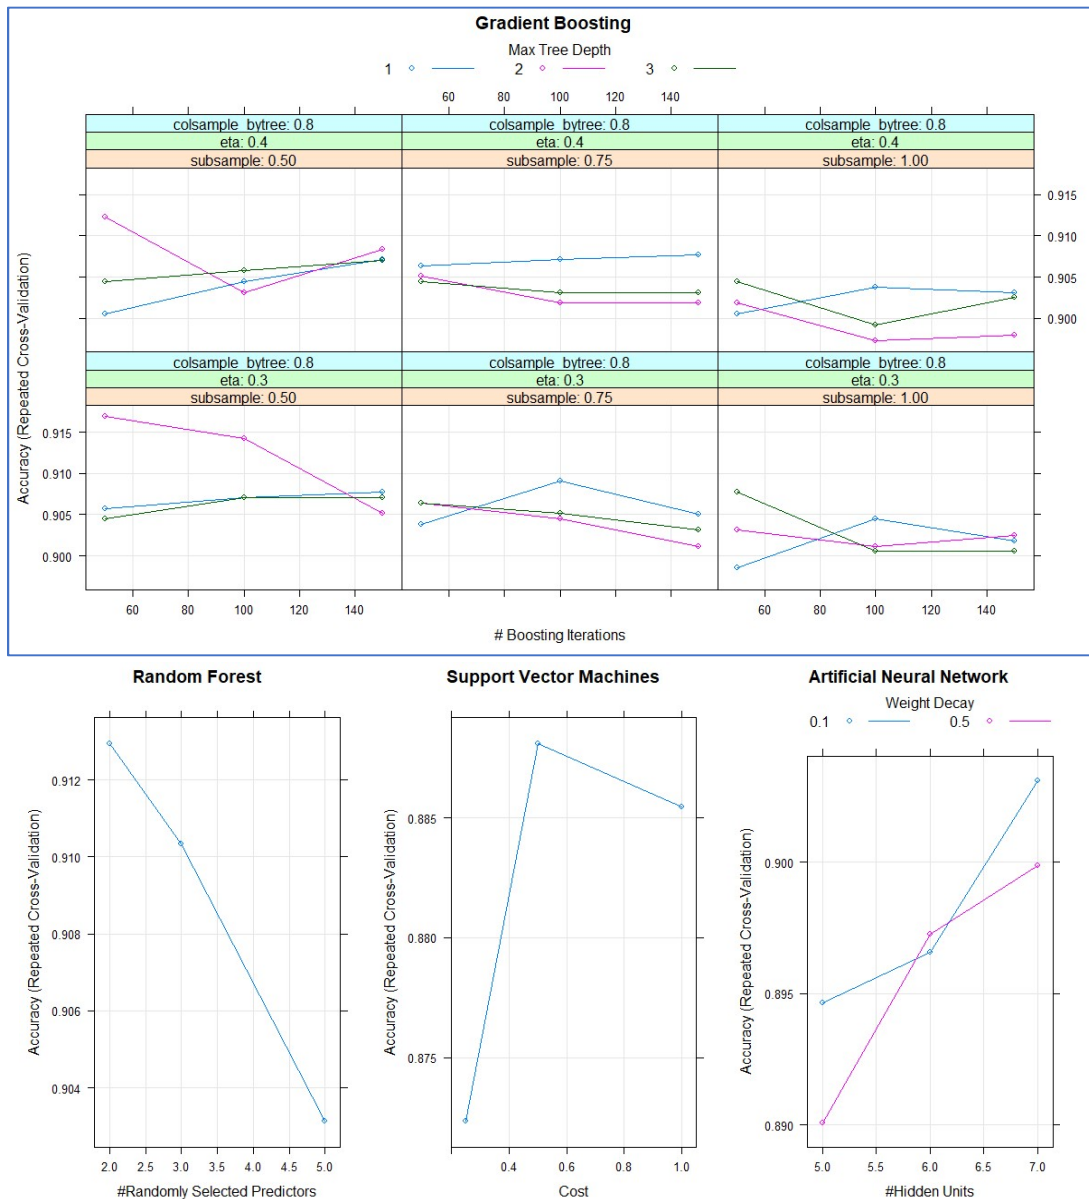 Gradient Boosting
Max Tree Depth
1 2 3
60 80 100 120 140
colsample_bytree: 0.8 colsample_bytree: 0.8 colsample_bytree: 0.8
eta: 0.4 eta: 0.4 eta: 0.4
subsample: 0.50 subsample: 0.75 subsample: 1.00
0.915
0.910
0.905
0.900
Accuracy (Repeated Cross-Validation)
colsample_bytree: 0.8 colsample_bytree: 0.8 colsample_bytree: 0.8
eta: 0.3 eta: 0.3 eta: 0.3
subsample: 0.50 subsample: 0.75 subsample: 1.00
0.915
0.910
0.905
0.900
60 80 100 120 140 60 80 100 120 140
# Boosting Iterations
Random Forest
Accuracy (Repeated Cross-Validation)
0.912
0.910
0.908
0.906
0.904
2.0 2.5 3.0 3.5 4.0 4.5 5.0
#Randomly Selected Predictors
Support Vector Machines
Accuracy (Repeated Cross-Validation)
0.885
0.880
0.875
0.4 0.6 0.8 1.0
Cost
Artificial Neural Network
Weight Decay
0.1 0.5
Accuracy (Repeated Cross-Validation)
0.900
0.895
0.890
5.0 5.5 6.0 6.5 7.0
#Hidden Units